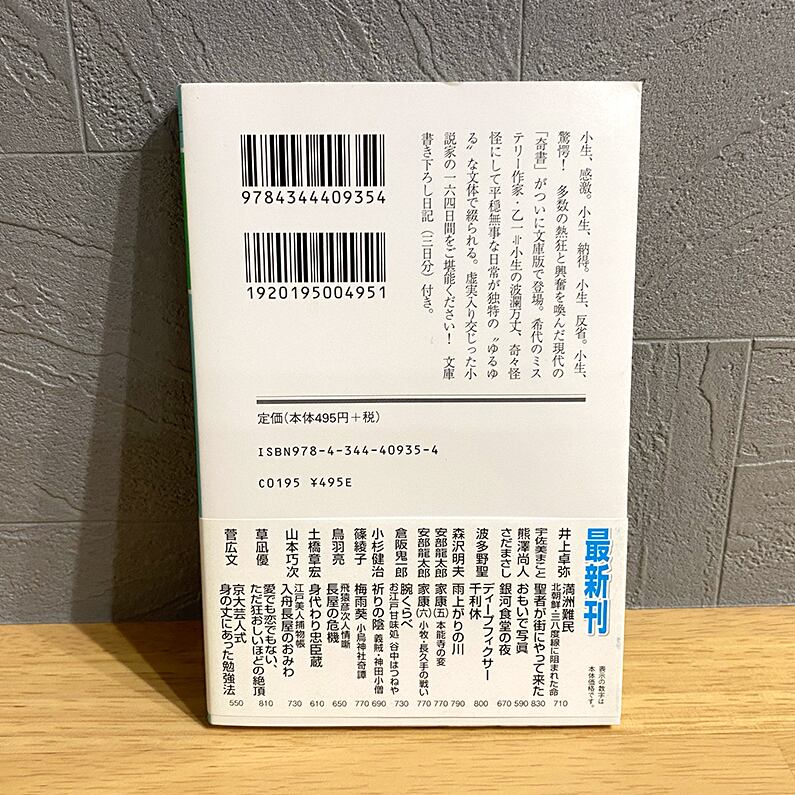 9784344409354
1920195004951
小生、感激。小生、納得。小生、反省。小生、
驚愕! 多数の熱狂と興奮を喚んだ現代の
「奇書」がついに文庫版で登場。希代のミス
テリー作家・乙一=小生の波瀾万丈、奇々怪
怪にして平穏無事な日常が独特の〝ゆるゆ
る〟な文体で綴られる。虚実入り交じった小
説家の一六四日間をご堪能ください! 文庫
書き下ろし日記(三日分)付き。
定価(本体495円+税)
ISBN978-4-344-40935-4
C0195 ¥495E
最新刊
表示の数字は
本体価格です。
井上卓弥 満洲難民 北朝鮮・三八度線に阻まれた命 710
宇佐美まこと 聖者が街にやって来た 830
熊澤尚人 おもいで写眞 590
さだまさし 銀河食堂の夜 670
波多野聖 ディープフィクサー 千利休 800
森沢明夫 雨上がりの川 790
安部龍太郎 家康(五) 本能寺の変 770
安部龍太郎 家康(六) 小牧・長久手の戦い 770
倉阪鬼一郎 腕くらべ お江戸甘味処 谷中はつねや 730
小杉健治 祈りの陰 義賊・神田小僧 690
篠綾子 梅雨葵 小烏神社奇譚 770
鳥羽亮 飛猿彦次人情噺 長屋の危機 650
土橋章宏 身代わり忠臣蔵 610
山本巧次 江戸美人捕物帳 入舟長屋のおみわ 730
草凪優 愛でも恋でもない、ただ狂おしいほどの絶頂 810
菅広文 京大芸人式 身の丈にあった勉強法 550